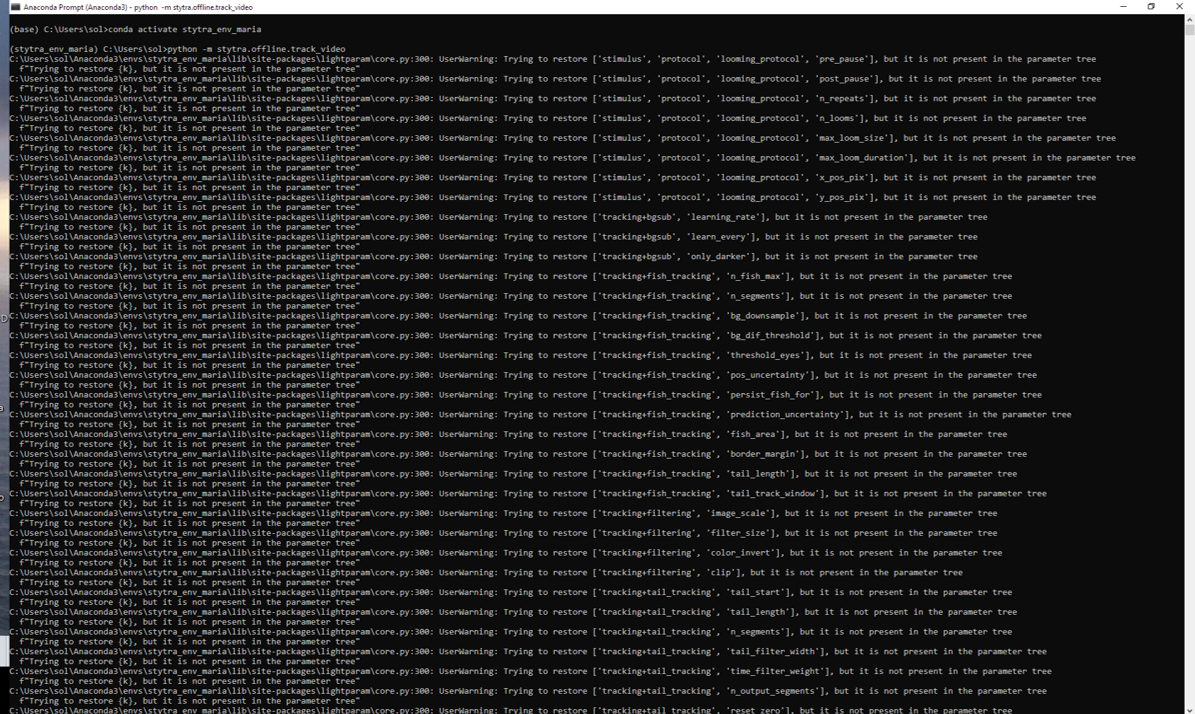 Anaconda Prompt (Anaconda3) - python  -m stytra.offline.track_video
(base) C:\Users\sol>conda activate stytra_env_maria
(stytra_env_maria) C:\Users\sol>python -m stytra.offline.track_video
C:\Users\sol\Anaconda3\envs\stytra_env_maria\lib\site-packages\lightparam\core.py:300: UserWarning: Trying to restore ['stimulus', 'protocol', 'looming_protocol', 'pre_pause'], but it is not present in the parameter tree
  f"Trying to restore {k}, but it is not present in the parameter tree"
C:\Users\sol\Anaconda3\envs\stytra_env_maria\lib\site-packages\lightparam\core.py:300: UserWarning: Trying to restore ['stimulus', 'protocol', 'looming_protocol', 'post_pause'], but it is not present in the parameter tree
  f"Trying to restore {k}, but it is not present in the parameter tree"
C:\Users\sol\Anaconda3\envs\stytra_env_maria\lib\site-packages\lightparam\core.py:300: UserWarning: Trying to restore ['stimulus', 'protocol', 'looming_protocol', 'n_repeats'], but it is not present in the parameter tree
  f"Trying to restore {k}, but it is not present in the parameter tree"
C:\Users\sol\Anaconda3\envs\stytra_env_maria\lib\site-packages\lightparam\core.py:300: UserWarning: Trying to restore ['stimulus', 'protocol', 'looming_protocol', 'n_looms'], but it is not present in the parameter tree
  f"Trying to restore {k}, but it is not present in the parameter tree"
C:\Users\sol\Anaconda3\envs\stytra_env_maria\lib\site-packages\lightparam\core.py:300: UserWarning: Trying to restore ['stimulus', 'protocol', 'looming_protocol', 'max_loom_size'], but it is not present in the parameter tree
  f"Trying to restore {k}, but it is not present in the parameter tree"
C:\Users\sol\Anaconda3\envs\stytra_env_maria\lib\site-packages\lightparam\core.py:300: UserWarning: Trying to restore ['stimulus', 'protocol', 'looming_protocol', 'max_loom_duration'], but it is not present in the parameter tree
  f"Trying to restore {k}, but it is not present in the parameter tree"
C:\Users\sol\Anaconda3\envs\stytra_env_maria\lib\site-packages\lightparam\core.py:300: UserWarning: Trying to restore ['stimulus', 'protocol', 'looming_protocol', 'x_pos_pix'], but it is not present in the parameter tree
  f"Trying to restore {k}, but it is not present in the parameter tree"
C:\Users\sol\Anaconda3\envs\stytra_env_maria\lib\site-packages\lightparam\core.py:300: UserWarning: Trying to restore ['stimulus', 'protocol', 'looming_protocol', 'y_pos_pix'], but it is not present in the parameter tree
  f"Trying to restore {k}, but it is not present in the parameter tree"
C:\Users\sol\Anaconda3\envs\stytra_env_maria\lib\site-packages\lightparam\core.py:300: UserWarning: Trying to restore ['tracking+bgsub', 'learning_rate'], but it is not present in the parameter tree
  f"Trying to restore {k}, but it is not present in the parameter tree"
C:\Users\sol\Anaconda3\envs\stytra_env_maria\lib\site-packages\lightparam\core.py:300: UserWarning: Trying to restore ['tracking+bgsub', 'learn_every'], but it is not present in the parameter tree
  f"Trying to restore {k}, but it is not present in the parameter tree"
C:\Users\sol\Anaconda3\envs\stytra_env_maria\lib\site-packages\lightparam\core.py:300: UserWarning: Trying to restore ['tracking+bgsub', 'only_darker'], but it is not present in the parameter tree
  f"Trying to restore {k}, but it is not present in the parameter tree"
C:\Users\sol\Anaconda3\envs\stytra_env_maria\lib\site-packages\lightparam\core.py:300: UserWarning: Trying to restore ['tracking+fish_tracking', 'n_fish_max'], but it is not present in the parameter tree
  f"Trying to restore {k}, but it is not present in the parameter tree"
C:\Users\sol\Anaconda3\envs\stytra_env_maria\lib\site-packages\lightparam\core.py:300: UserWarning: Trying to restore ['tracking+fish_tracking', 'n_segments'], but it is not present in the parameter tree
  f"Trying to restore {k}, but it is not present in the parameter tree"
C:\Users\sol\Anaconda3\envs\stytra_env_maria\lib\site-packages\lightparam\core.py:300: UserWarning: Trying to restore ['tracking+fish_tracking', 'bg_downsample'], but it is not present in the parameter tree
  f"Trying to restore {k}, but it is not present in the parameter tree"
C:\Users\sol\Anaconda3\envs\stytra_env_maria\lib\site-packages\lightparam\core.py:300: UserWarning: Trying to restore ['tracking+fish_tracking', 'bg_dif_threshold'], but it is not present in the parameter tree
  f"Trying to restore {k}, but it is not present in the parameter tree"
C:\Users\sol\Anaconda3\envs\stytra_env_maria\lib\site-packages\lightparam\core.py:300: UserWarning: Trying to restore ['tracking+fish_tracking', 'threshold_eyes'], but it is not present in the parameter tree
  f"Trying to restore {k}, but it is not present in the parameter tree"
C:\Users\sol\Anaconda3\envs\stytra_env_maria\lib\site-packages\lightparam\core.py:300: UserWarning: Trying to restore ['tracking+fish_tracking', 'pos_uncertainty'], but it is not present in the parameter tree
  f"Trying to restore {k}, but it is not present in the parameter tree"
C:\Users\sol\Anaconda3\envs\stytra_env_maria\lib\site-packages\lightparam\core.py:300: UserWarning: Trying to restore ['tracking+fish_tracking', 'persist_fish_for'], but it is not present in the parameter tree
  f"Trying to restore {k}, but it is not present in the parameter tree"
C:\Users\sol\Anaconda3\envs\stytra_env_maria\lib\site-packages\lightparam\core.py:300: UserWarning: Trying to restore ['tracking+fish_tracking', 'prediction_uncertainty'], but it is not present in the parameter tree
  f"Trying to restore {k}, but it is not present in the parameter tree"
C:\Users\sol\Anaconda3\envs\stytra_env_maria\lib\site-packages\lightparam\core.py:300: UserWarning: Trying to restore ['tracking+fish_tracking', 'fish_area'], but it is not present in the parameter tree
  f"Trying to restore {k}, but it is not present in the parameter tree"
C:\Users\sol\Anaconda3\envs\stytra_env_maria\lib\site-packages\lightparam\core.py:300: UserWarning: Trying to restore ['tracking+fish_tracking', 'border_margin'], but it is not present in the parameter tree
  f"Trying to restore {k}, but it is not present in the parameter tree"
C:\Users\sol\Anaconda3\envs\stytra_env_maria\lib\site-packages\lightparam\core.py:300: UserWarning: Trying to restore ['tracking+fish_tracking', 'tail_length'], but it is not present in the parameter tree
  f"Trying to restore {k}, but it is not present in the parameter tree"
C:\Users\sol\Anaconda3\envs\stytra_env_maria\lib\site-packages\lightparam\core.py:300: UserWarning: Trying to restore ['tracking+fish_tracking', 'tail_track_window'], but it is not present in the parameter tree
  f"Trying to restore {k}, but it is not present in the parameter tree"
C:\Users\sol\Anaconda3\envs\stytra_env_maria\lib\site-packages\lightparam\core.py:300: UserWarning: Trying to restore ['tracking+filtering', 'image_scale'], but it is not present in the parameter tree
  f"Trying to restore {k}, but it is not present in the parameter tree"
C:\Users\sol\Anaconda3\envs\stytra_env_maria\lib\site-packages\lightparam\core.py:300: UserWarning: Trying to restore ['tracking+filtering', 'filter_size'], but it is not present in the parameter tree
  f"Trying to restore {k}, but it is not present in the parameter tree"
C:\Users\sol\Anaconda3\envs\stytra_env_maria\lib\site-packages\lightparam\core.py:300: UserWarning: Trying to restore ['tracking+filtering', 'color_invert'], but it is not present in the parameter tree
  f"Trying to restore {k}, but it is not present in the parameter tree"
C:\Users\sol\Anaconda3\envs\stytra_env_maria\lib\site-packages\lightparam\core.py:300: UserWarning: Trying to restore ['tracking+filtering', 'clip'], but it is not present in the parameter tree
  f"Trying to restore {k}, but it is not present in the parameter tree"
C:\Users\sol\Anaconda3\envs\stytra_env_maria\lib\site-packages\lightparam\core.py:300: UserWarning: Trying to restore ['tracking+tail_tracking', 'tail_start'], but it is not present in the parameter tree
  f"Trying to restore {k}, but it is not present in the parameter tree"
C:\Users\sol\Anaconda3\envs\stytra_env_maria\lib\site-packages\lightparam\core.py:300: UserWarning: Trying to restore ['tracking+tail_tracking', 'tail_length'], but it is not present in the parameter tree
  f"Trying to restore {k}, but it is not present in the parameter tree"
C:\Users\sol\Anaconda3\envs\stytra_env_maria\lib\site-packages\lightparam\core.py:300: UserWarning: Trying to restore ['tracking+tail_tracking', 'n_segments'], but it is not present in the parameter tree
  f"Trying to restore {k}, but it is not present in the parameter tree"
C:\Users\sol\Anaconda3\envs\stytra_env_maria\lib\site-packages\lightparam\core.py:300: UserWarning: Trying to restore ['tracking+tail_tracking', 'tail_filter_width'], but it is not present in the parameter tree
  f"Trying to restore {k}, but it is not present in the parameter tree"
C:\Users\sol\Anaconda3\envs\stytra_env_maria\lib\site-packages\lightparam\core.py:300: UserWarning: Trying to restore ['tracking+tail_tracking', 'time_filter_weight'], but it is not present in the parameter tree
  f"Trying to restore {k}, but it is not present in the parameter tree"
C:\Users\sol\Anaconda3\envs\stytra_env_maria\lib\site-packages\lightparam\core.py:300: UserWarning: Trying to restore ['tracking+tail_tracking', 'n_output_segments'], but it is not present in the parameter tree
  f"Trying to restore {k}, but it is not present in the parameter tree"
C:\Users\sol\Anaconda3\envs\stytra_env_maria\lib\site-packages\lightparam\core.py:300: UserWarning: Trying to restore ['tracking+tail_tracking', 'reset_zero'], but it is not present in the parameter tree